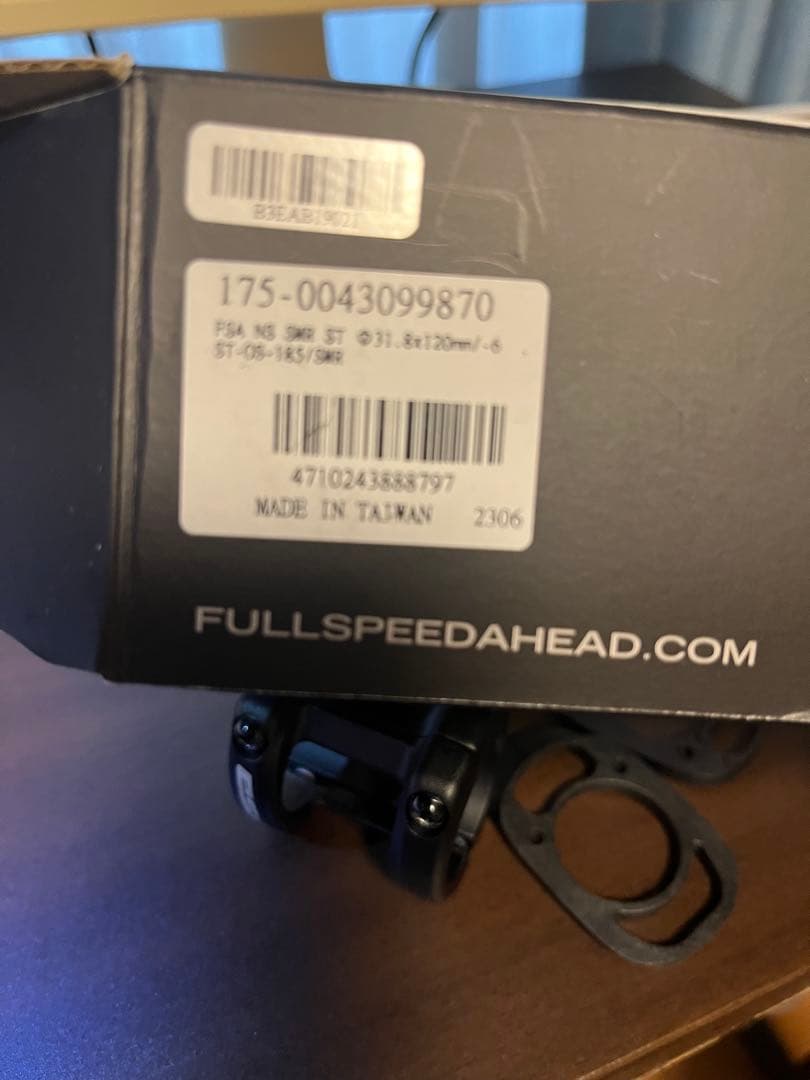 B3EAB19021
175-0043099870
FSA NS SMR ST Φ31.8x120mm/-6
ST-OS-185/SMR
4710243888797
MADE IN TAIWAN 2306
FULLSPEEDAHEAD.COM